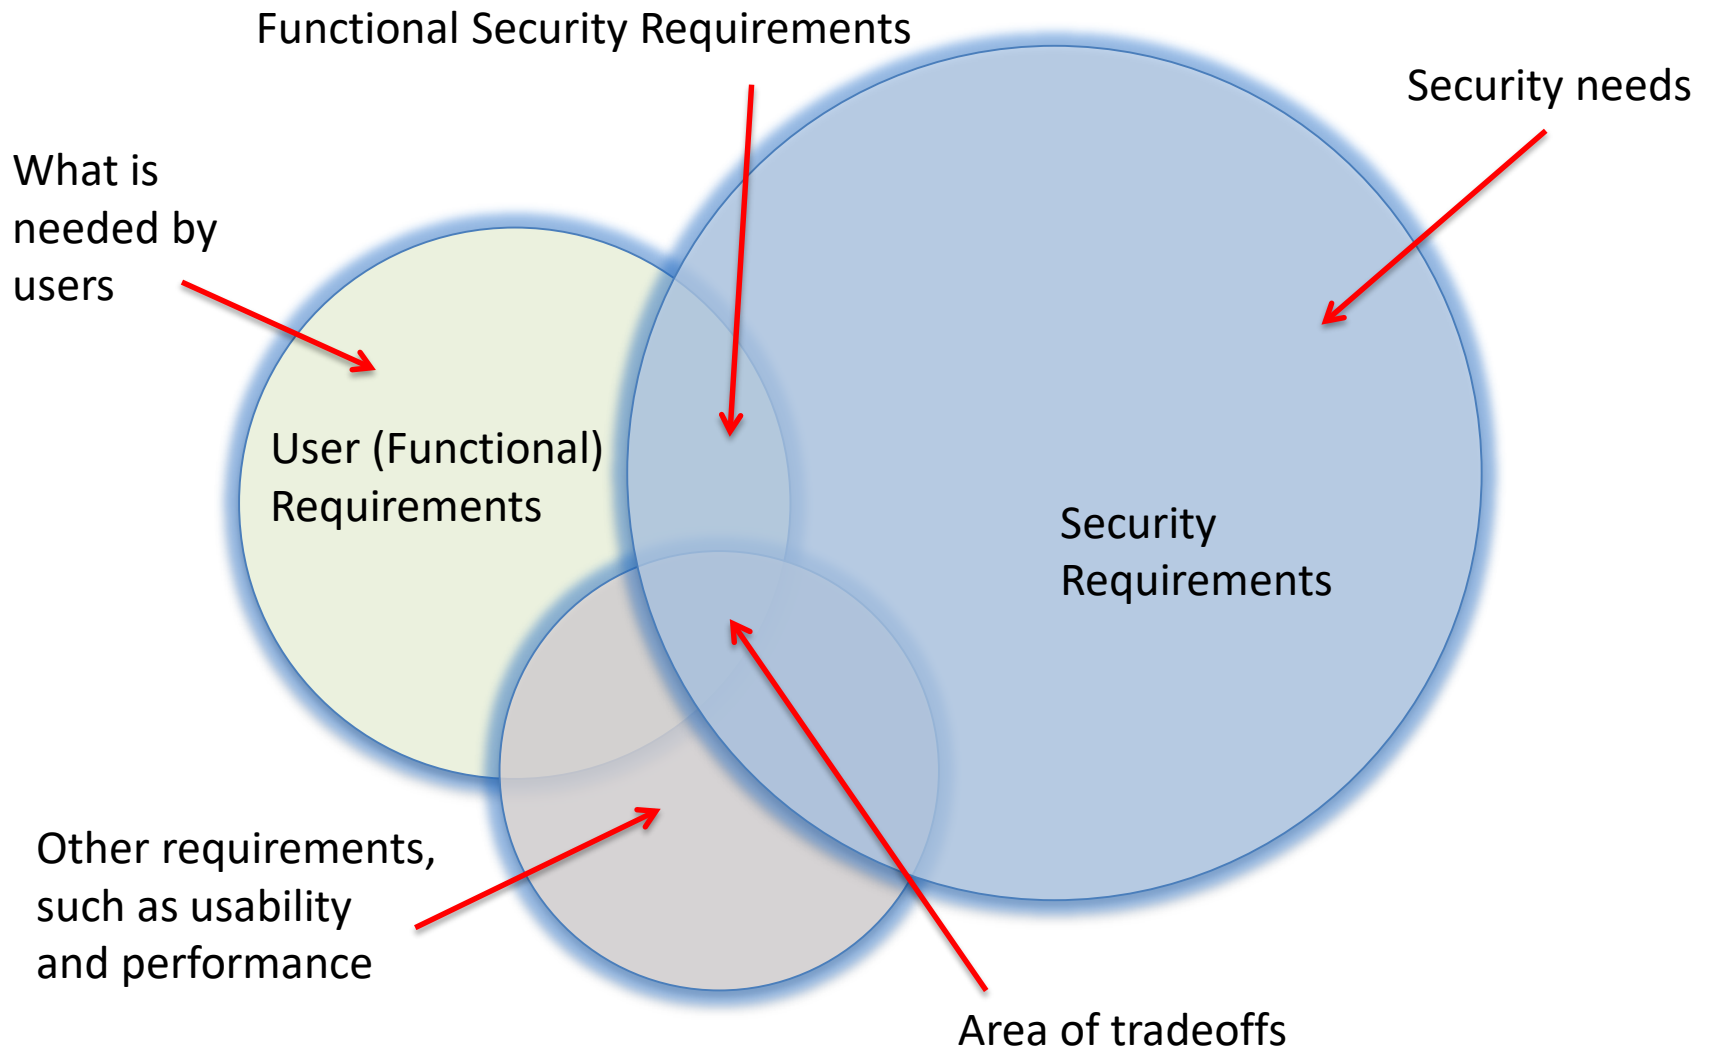 Functional Security Requirements
Security needs
What is
needed by
users
User (Functional)
Requirements
Security
Requirements
Other requirements,
such as usability
and performance
Area of tradeoffs